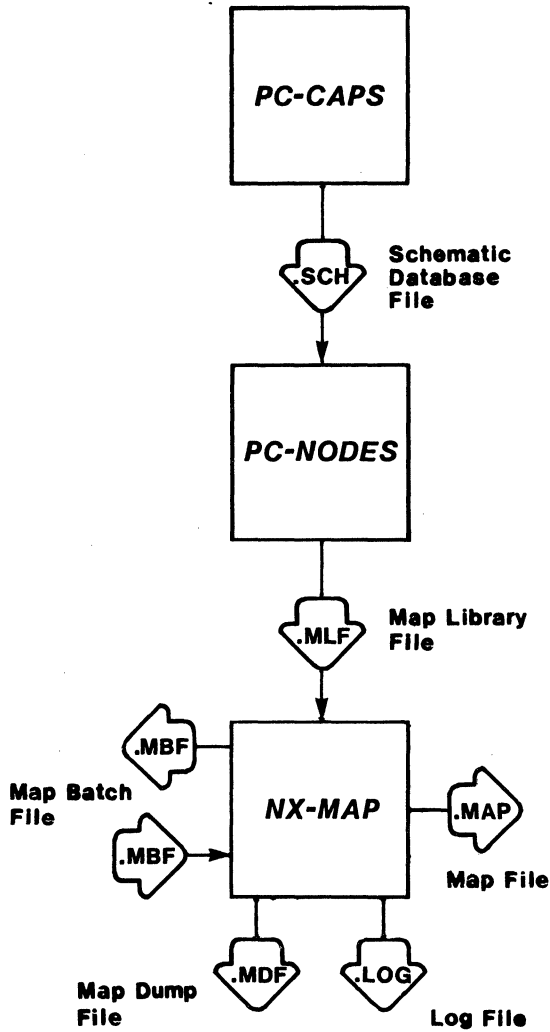 PC-CAPS
.SCH
Schematic
Database
File
PC-NODES
.MLF
Map Library
File
.MBF
Map Batch
File
.MBF
NX-MAP
.MAP
Map File
.MDF
Map Dump
File
.LOG
Log File